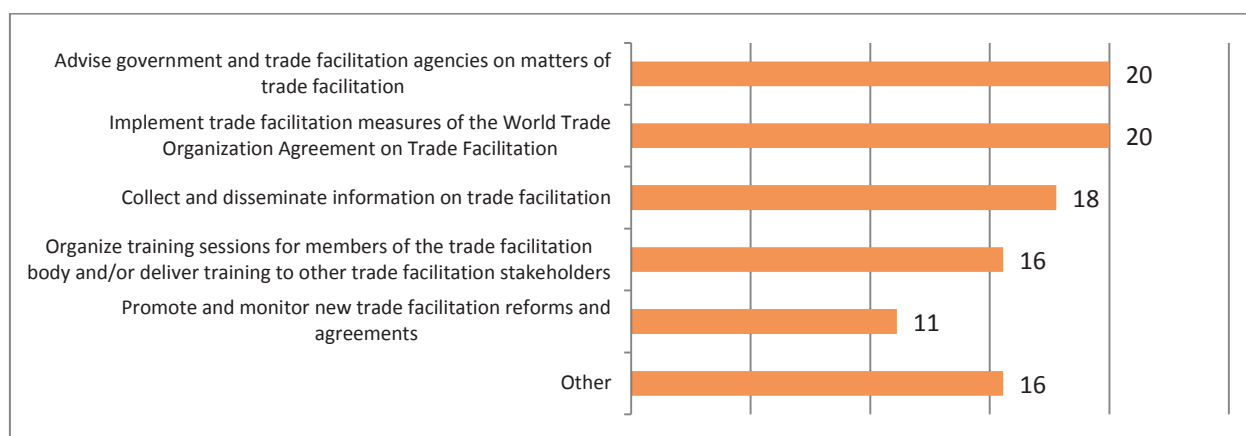 Advise government and trade facilitation agencies on matters of
trade facilitation
20
Implement trade facilitation measures of the World Trade
Organization Agreement on Trade Facilitation
20
Collect and disseminate information on trade facilitation
18
Organize training sessions for members of the trade facilitation
body and/or deliver training to other trade facilitation stakeholders
16
Promote and monitor new trade facilitation reforms and
agreements
11
Other
16